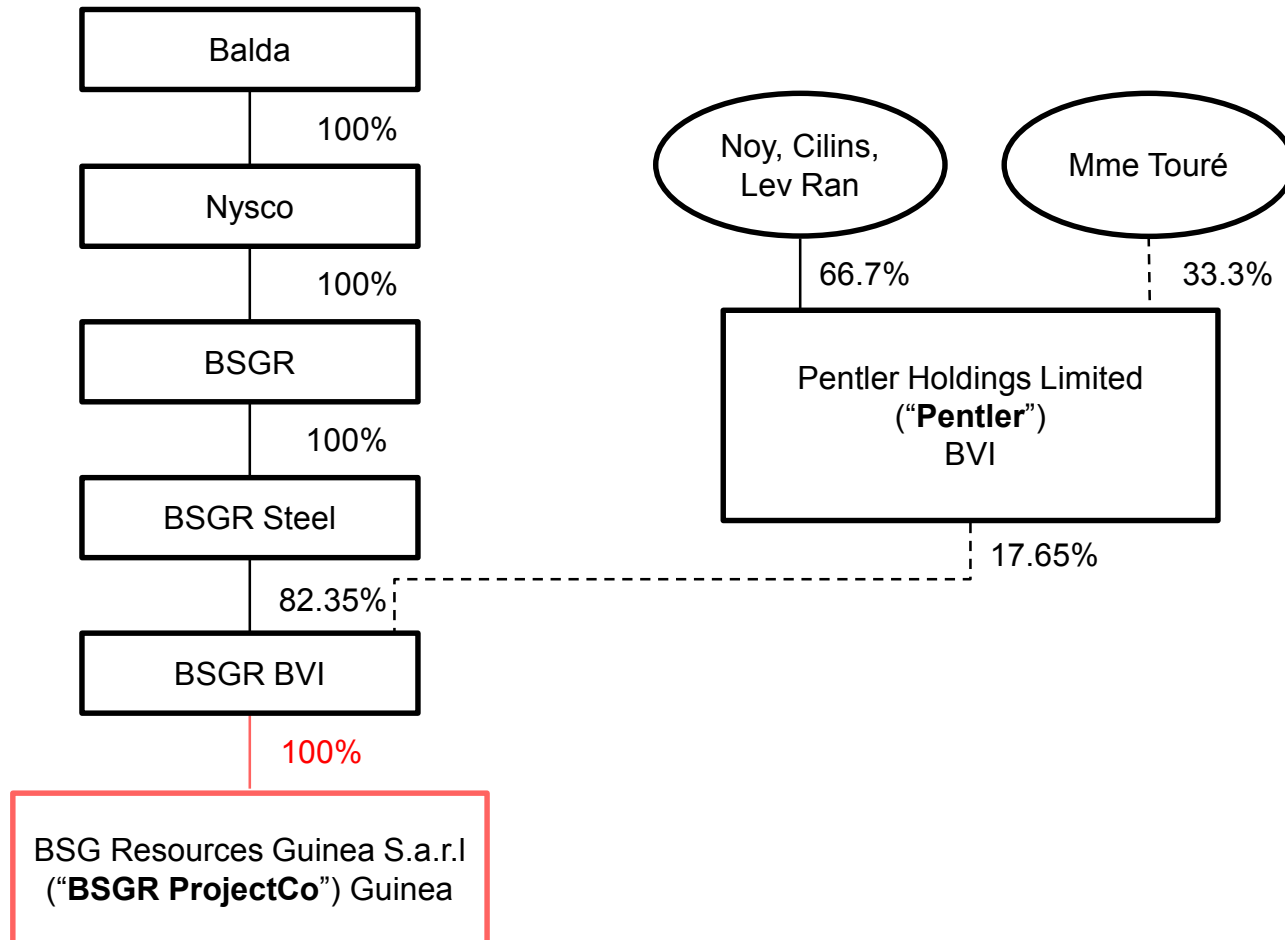 Balda
100%
Nysco
100%
BSGR
100%
BSGR Steel
82.35%
BSGR BVI
100%
BSG Resources Guinea S.a.r.l
(“BSGR ProjectCo”) Guinea
Noy, Cilins,
Lev Ran
66.7%
Mme Touré
33.3%
Pentler Holdings Limited
(“Pentler”)
BVI
17.65%